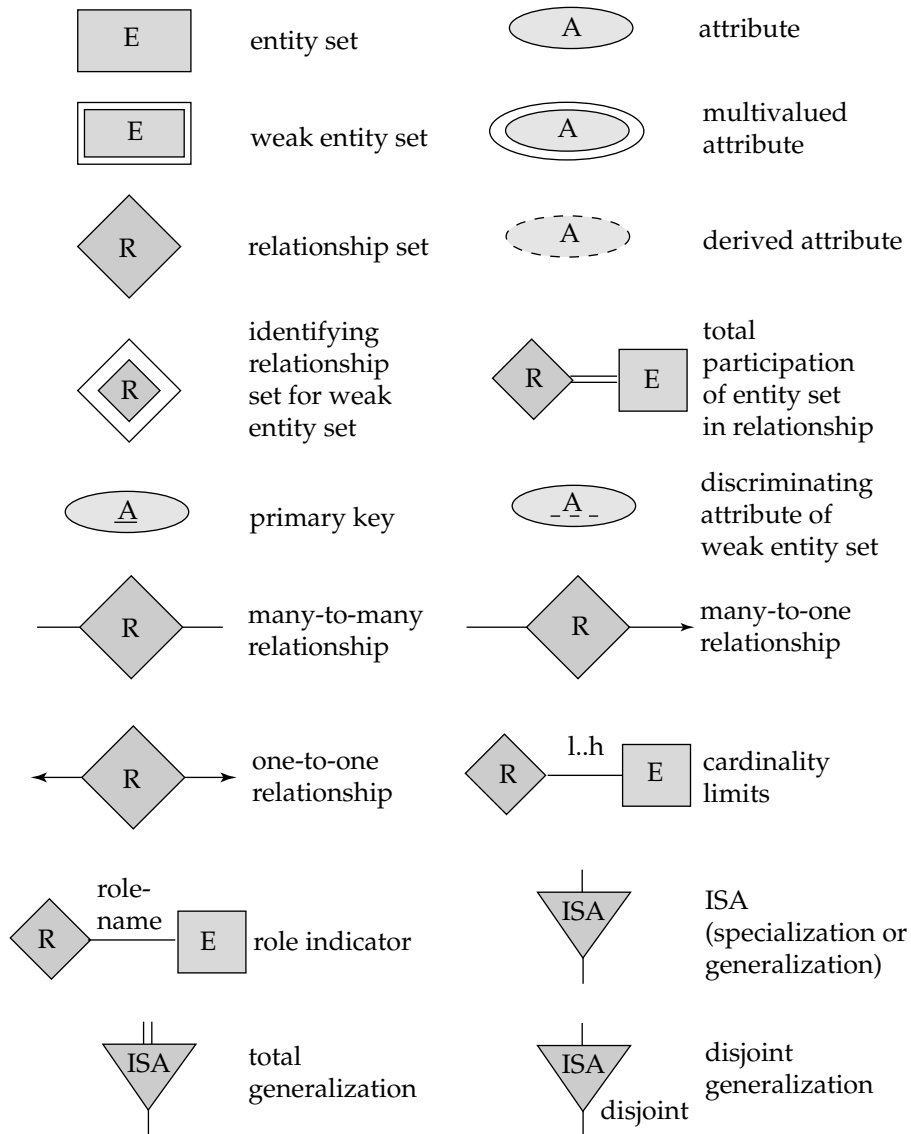 E
entity set
A
attribute
E
weak entity set
A
multivalued
attribute
R
relationship set
A
derived attribute
R
identifying
relationship
set for weak
entity set
R
E
total
participation
of entity set
in relationship
A
primary key
A
discriminating
attribute of
weak entity set
R
many-to-many
relationship
R
many-to-one
relationship
R
one-to-one
relationship
R
l..h
E
cardinality
limits
R
role-
name
E
role indicator
ISA
ISA
(specialization or
generalization)
ISA
total
generalization
ISA
disjoint
disjoint
generalization